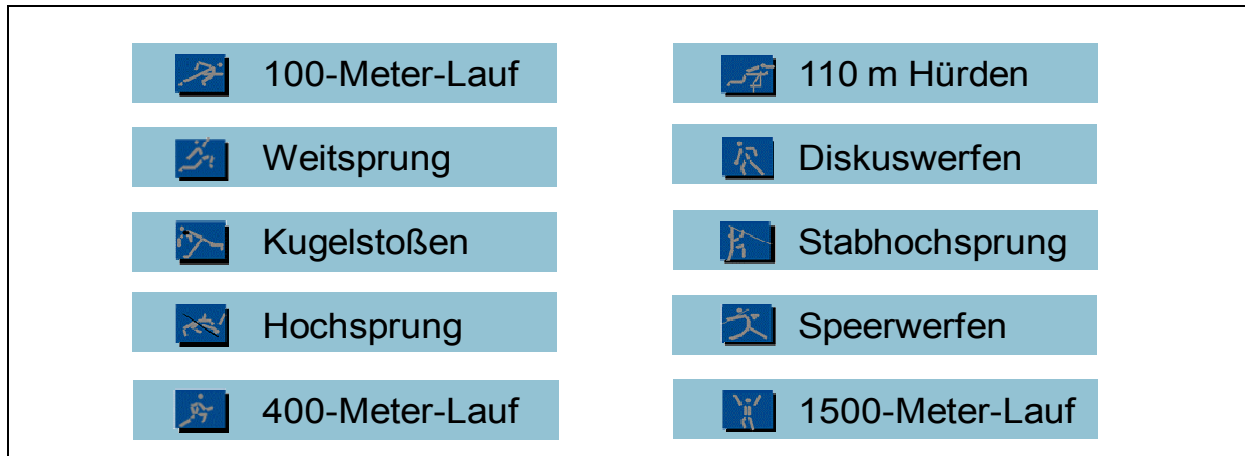 100-Meter-Lauf
Weitsprung
Kugelstoßen
Hochsprung
400-Meter-Lauf
110 m Hürden
Diskuswerfen
Stabhochsprung
Speerwerfen
1500-Meter-Lauf